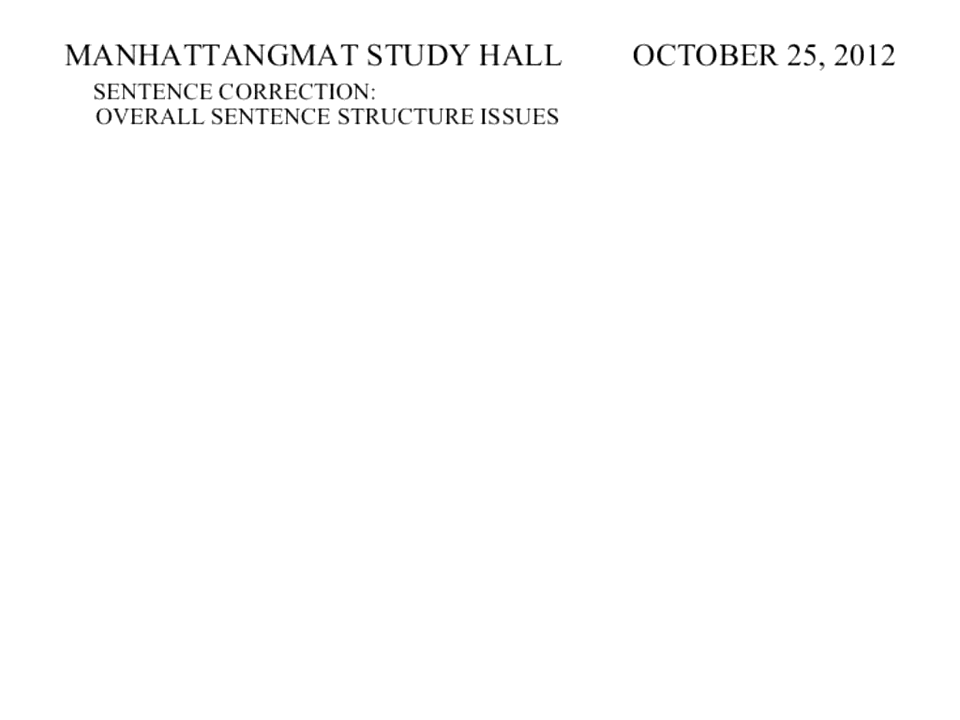 MANHATTANGMAT STUDY HALL OCTOBER 25, 2012
SENTENCE CORRECTION:
OVERALL SENTENCE STRUCTURE ISSUES